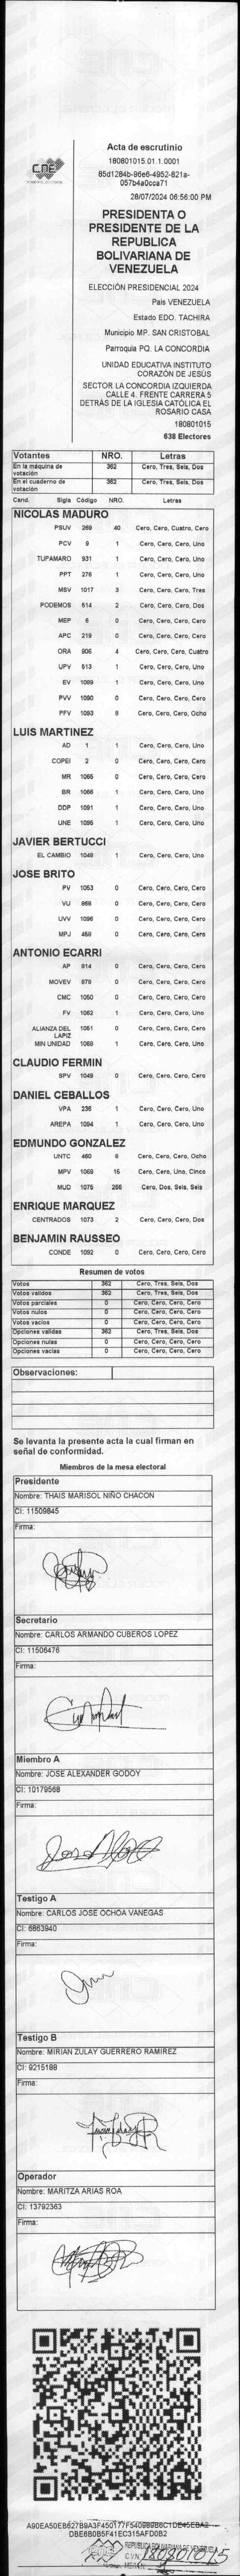 CNE
Acta de escrutinio
180801015.01.1.0001
85d1284b-96e6-4952-821a-
057b4a0cca71
28/07/2024 06:56:00 PM
PRESIDENTA O
PRESIDENTE DE LA
REPUBLICA
BOLIVARIANA DE
VENEZUELA
ELECCIÓN PRESIDENCIAL 2024
Pais VENEZUELA
Estado EDO. TACHIRA
Municipio MP. SAN CRISTOBAL
Parroquia PQ. LA CONCORDIA
UNIDAD EDUCATIVA INSTITUTO
CORAZÓN DE JESÚS
SECTOR LA CONCORDIA IZQUIERDA
CALLE 4. FRENTE CARRERA 5
DETRÁS DE LA IGLESIA CATÓLICA EL
ROSARIO CASA
180801015
638 Electores
Votantes NRO. Letras
En la máquina de votación 362 Cero, Tres, Seis, Dos
En el cuaderno de votación 362 Cero, Tres, Seis, Dos
Cand. Sigla Código NRO. Letras
NICOLAS MADURO
PSUV 269 40 Cero, Cero, Cuatro, Cero
PCV 9 1 Cero, Cero, Cero, Uno
TUPAMARO 931 1 Cero, Cero, Cero, Uno
PPT 276 1 Cero, Cero, Cero, Uno
MSV 1017 3 Cero, Cero, Cero, Tres
PODEMOS 514 2 Cero, Cero, Cero, Dos
MEP 6 0 Cero, Cero, Cero, Cero
APC 219 0 Cero, Cero, Cero, Cero
ORA 906 4 Cero, Cero, Cero, Cuatro
UPV 513 1 Cero, Cero, Cero, Uno
EV 1089 1 Cero, Cero, Cero, Uno
PVV 1090 0 Cero, Cero, Cero, Cero
PFV 1093 8 Cero, Cero, Cero, Ocho
LUIS MARTINEZ
AD 1 1 Cero, Cero, Cero, Uno
COPEI 2 0 Cero, Cero, Cero, Cero
MR 1065 0 Cero, Cero, Cero, Cero
BR 1066 1 Cero, Cero, Cero, Uno
DDP 1091 1 Cero, Cero, Cero, Uno
UNE 1095 1 Cero, Cero, Cero, Uno
JAVIER BERTUCCI
EL CAMBIO 1048 1 Cero, Cero, Cero, Uno
JOSE BRITO
PV 1053 0 Cero, Cero, Cero, Cero
VU 868 0 Cero, Cero, Cero, Cero
UVV 1096 0 Cero, Cero, Cero, Cero
MPJ 458 0 Cero, Cero, Cero, Cero
ANTONIO ECARRI
AP 814 0 Cero, Cero, Cero, Cero
MOVEV 878 0 Cero, Cero, Cero, Cero
CMC 1050 0 Cero, Cero, Cero, Cero
FV 1062 1 Cero, Cero, Cero, Uno
ALIANZA DEL LAPIZ 1051 0 Cero, Cero, Cero, Cero
MIN UNIDAD 1068 1 Cero, Cero, Cero, Uno
CLAUDIO FERMIN
SPV 1049 0 Cero, Cero, Cero, Cero
DANIEL CEBALLOS
VPA 236 1 Cero, Cero, Cero, Uno
AREPA 1094 1 Cero, Cero, Cero, Uno
EDMUNDO GONZALEZ
UNTC 460 8 Cero, Cero, Cero, Ocho
MPV 1069 15 Cero, Cero, Uno, Cinco
MUD 1075 266 Cero, Dos, Seis, Seis
ENRIQUE MARQUEZ
CENTRADOS 1073 2 Cero, Cero, Cero, Dos
BENJAMIN RAUSSEO
CONDE 1092 0 Cero, Cero, Cero, Cero
Resumen de votos
Votos 362 Cero, Tres, Seis, Dos
Votos validos 362 Cero, Tres, Seis, Dos
Votos parciales 0 Cero, Cero, Cero, Cero
Votos nulos 0 Cero, Cero, Cero, Cero
Votos vacios 0 Cero, Cero, Cero, Cero
Opciones validas 362 Cero, Tres, Seis, Dos
Opciones nulas 0 Cero, Cero, Cero, Cero
Opciones vacias 0 Cero, Cero, Cero, Cero
Observaciones:
Se levanta la presente acta la cual firman en
señal de conformidad.
Miembros de la mesa electoral
Presidente
Nombre: THAIS MARISOL NIÑO CHACON
CI: 11509845
Firma:
Secretario
Nombre: CARLOS ARMANDO CUBEROS LOPEZ
CI: 11506476
Firma:
Miembro A
Nombre: JOSE ALEXANDER GODOY
CI: 10179568
Firma:
Testigo A
Nombre: CARLOS JOSE OCHOA VANEGAS
CI: 6863940
Firma:
Testigo B
Nombre: MIRIAN ZULAY GUERRERO RAMIREZ
CI: 9215188
Firma:
Operador
Nombre: MARITZA ARIAS ROA
CI: 13792363
Firma:
A90EA50EB627B9A3F450177F540989B6C1DE45EBA2
DBE6B0B5F41EC315AFD0B2
REPUBLICA BOLIVARIANA DE VENEZUELA
180801015